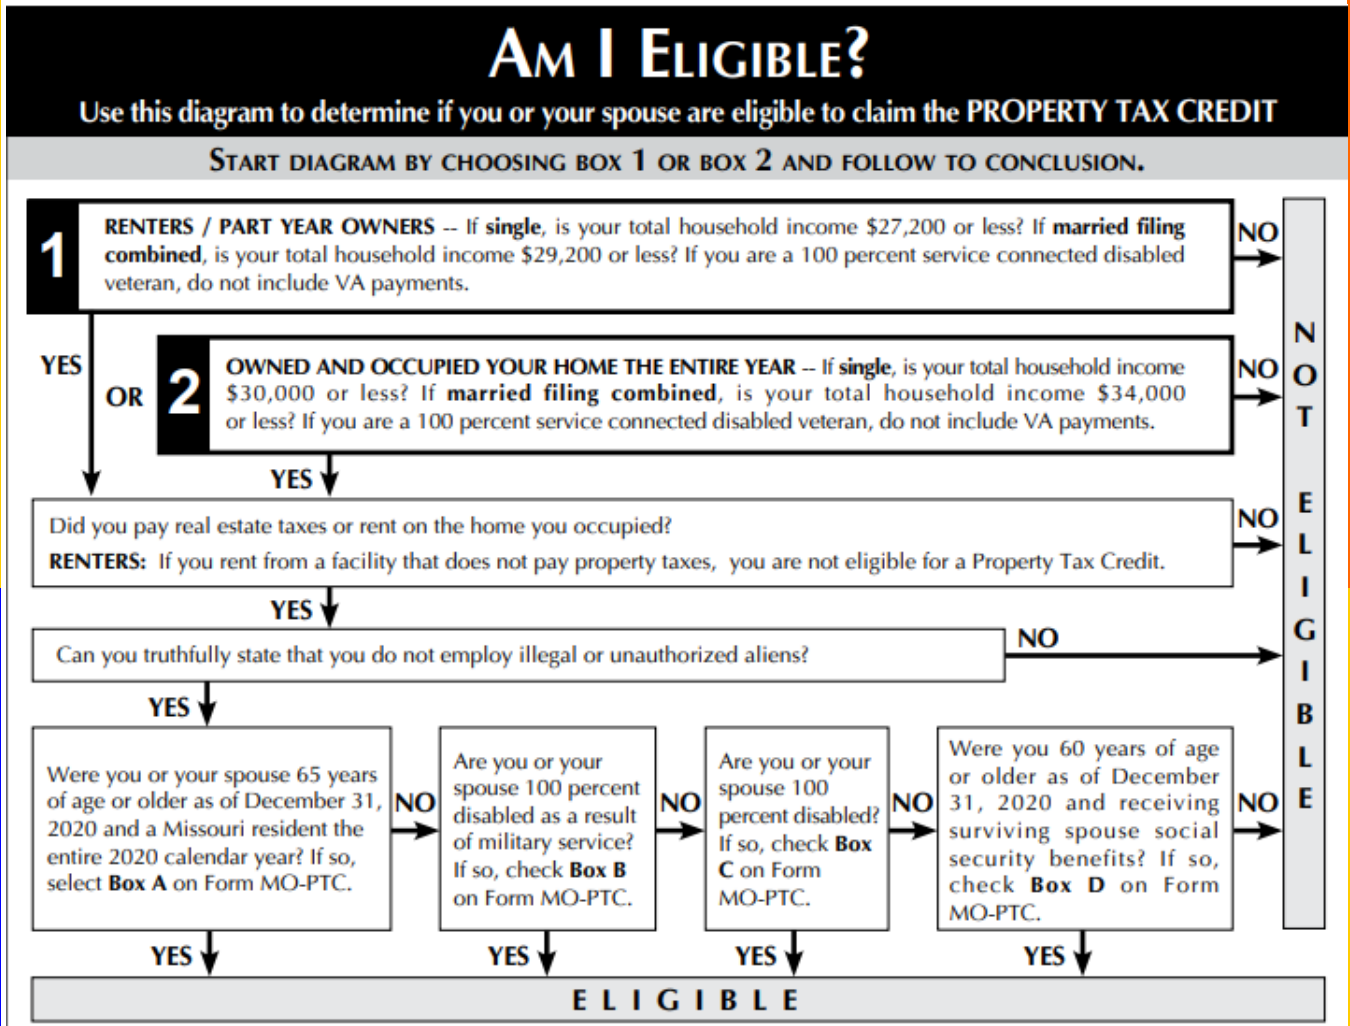 AM I ELIGIBLE?
Use this diagram to determine if you or your spouse are eligible to claim the PROPERTY TAX CREDIT
START DIAGRAM BY CHOOSING BOX 1 OR BOX 2 AND FOLLOW TO CONCLUSION.
1
RENTERS / PART YEAR OWNERS -- If single, is your total household income $27,200 or less? If married filing
combined, is your total household income $29,200 or less? If you are a 100 percent service connected disabled
veteran, do not include VA payments.
NO
YES
OR
2
OWNED AND OCCUPIED YOUR HOME THE ENTIRE YEAR -- If single, is your total household income
$30,000 or less? If married filing combined, is your total household income $34,000
or less? If you are a 100 percent service connected disabled veteran, do not include VA payments.
NO
YES
Did you pay real estate taxes or rent on the home you occupied?
RENTERS: If you rent from a facility that does not pay property taxes, you are not eligible for a Property Tax Credit.
NO
YES
Can you truthfully state that you do not employ illegal or unauthorized aliens?
NO
YES
Were you or your spouse 65 years
of age or older as of December 31,
2020 and a Missouri resident the
entire 2020 calendar year? If so,
select Box A on Form MO-PTC.
NO
Are you or your
spouse 100 percent
disabled as a result
of military service?
If so, check Box B
on Form MO-PTC.
NO
Are you or your
spouse 100
percent disabled?
If so, check Box
C on Form
MO-PTC.
NO
Were you 60 years of age
or older as of December
31, 2020 and receiving
surviving spouse social
security benefits? If so,
check Box D on Form
MO-PTC.
NO
NOT ELIGIBLE
YES
YES
YES
YES
ELIGIBLE